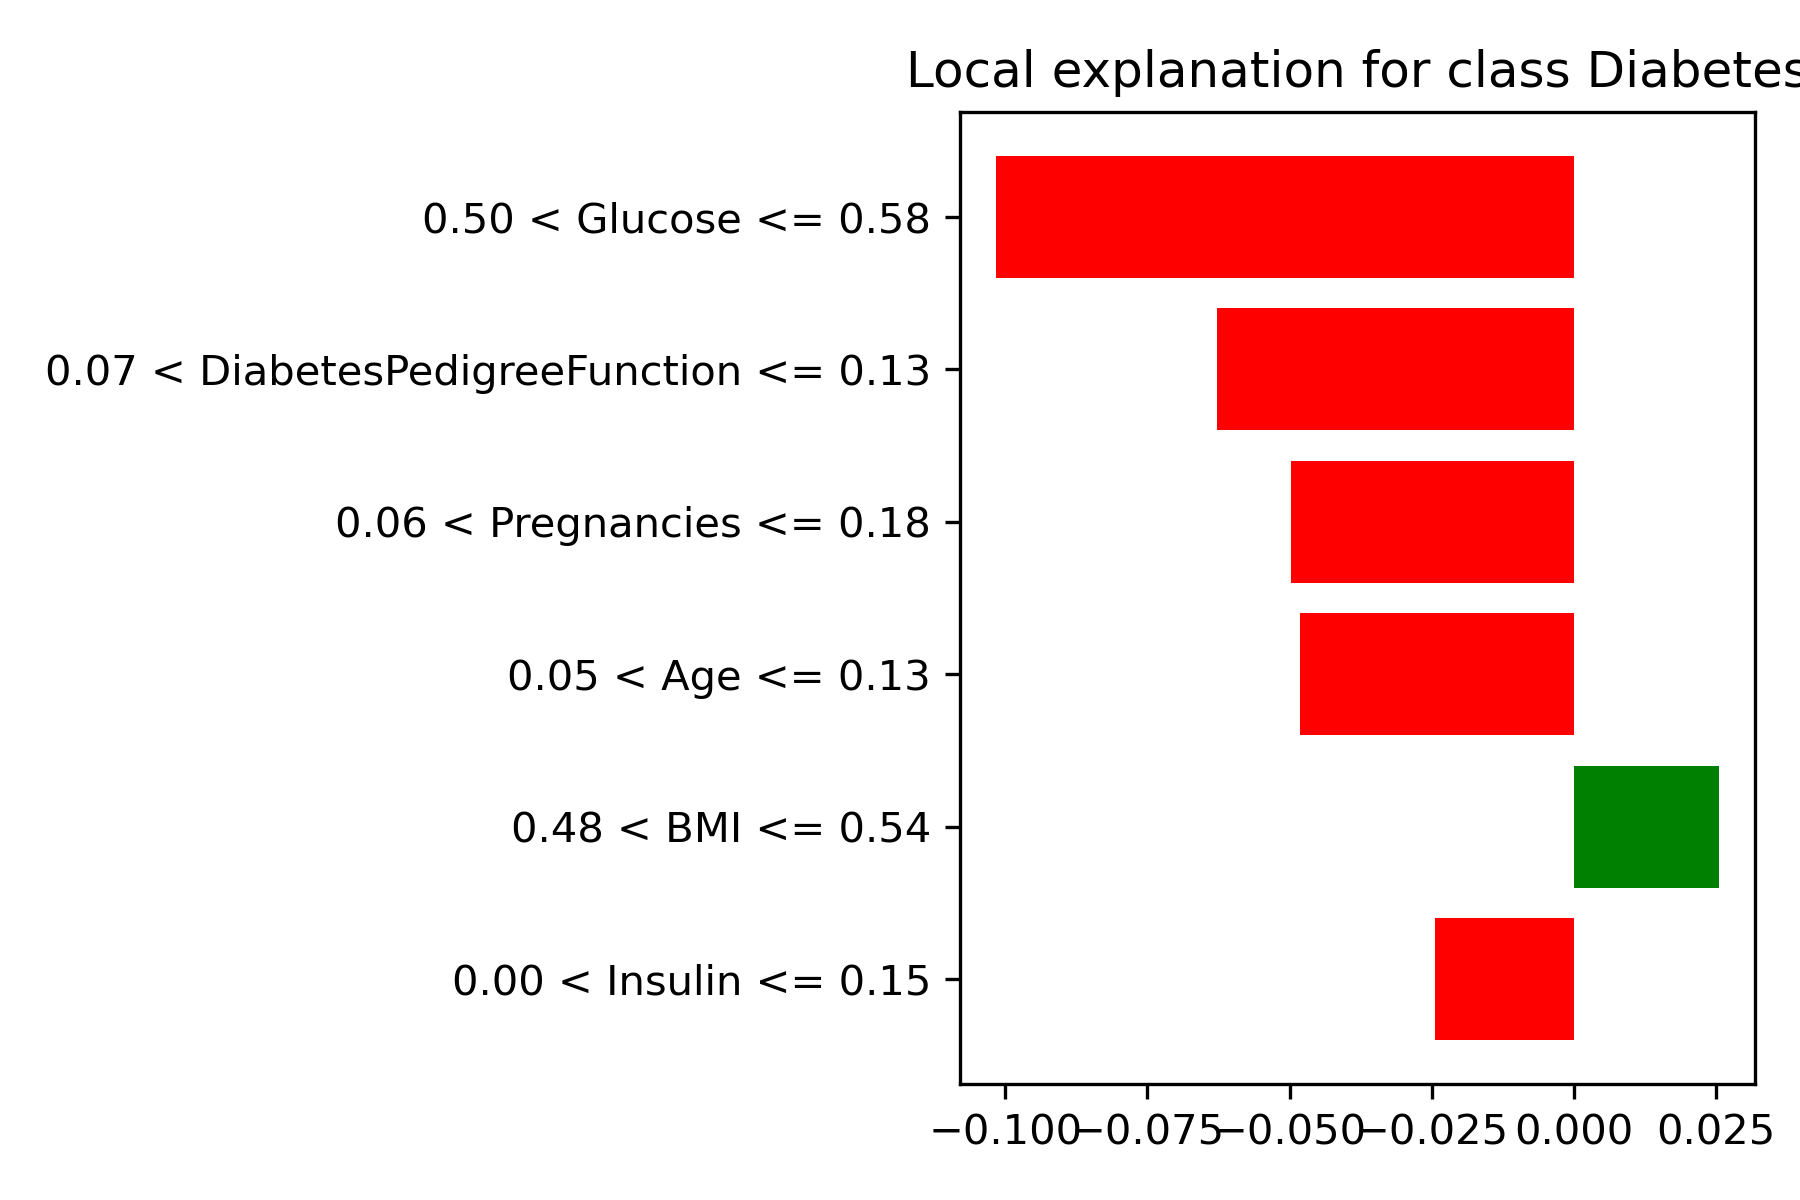 Local explanation for class Diabetes
0.50 < Glucose <= 0.58
0.07 < DiabetesPedigreeFunction <= 0.13
0.06 < Pregnancies <= 0.18
0.05 < Age <= 0.13
0.48 < BMI <= 0.54
0.00 < Insulin <= 0.15
−0.100 −0.075 −0.050 −0.025 0.000 0.025